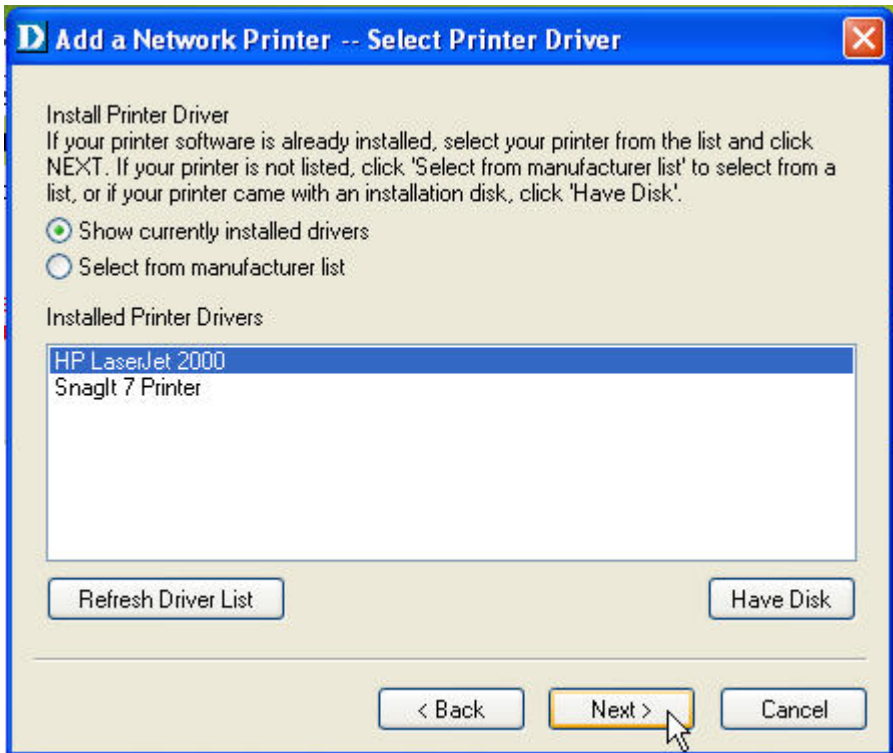 D Add a Network Printer -- Select Printer Driver
Install Printer Driver
If your printer software is already installed, select your printer from the list and click
NEXT. If your printer is not listed, click 'Select from manufacturer list' to select from a
list, or if your printer came with an installation disk, click 'Have Disk'.
Show currently installed drivers
Select from manufacturer list
Installed Printer Drivers
HP LaserJet 2000
SnagIt 7 Printer
Refresh Driver List
Have Disk
< Back
Next >
Cancel